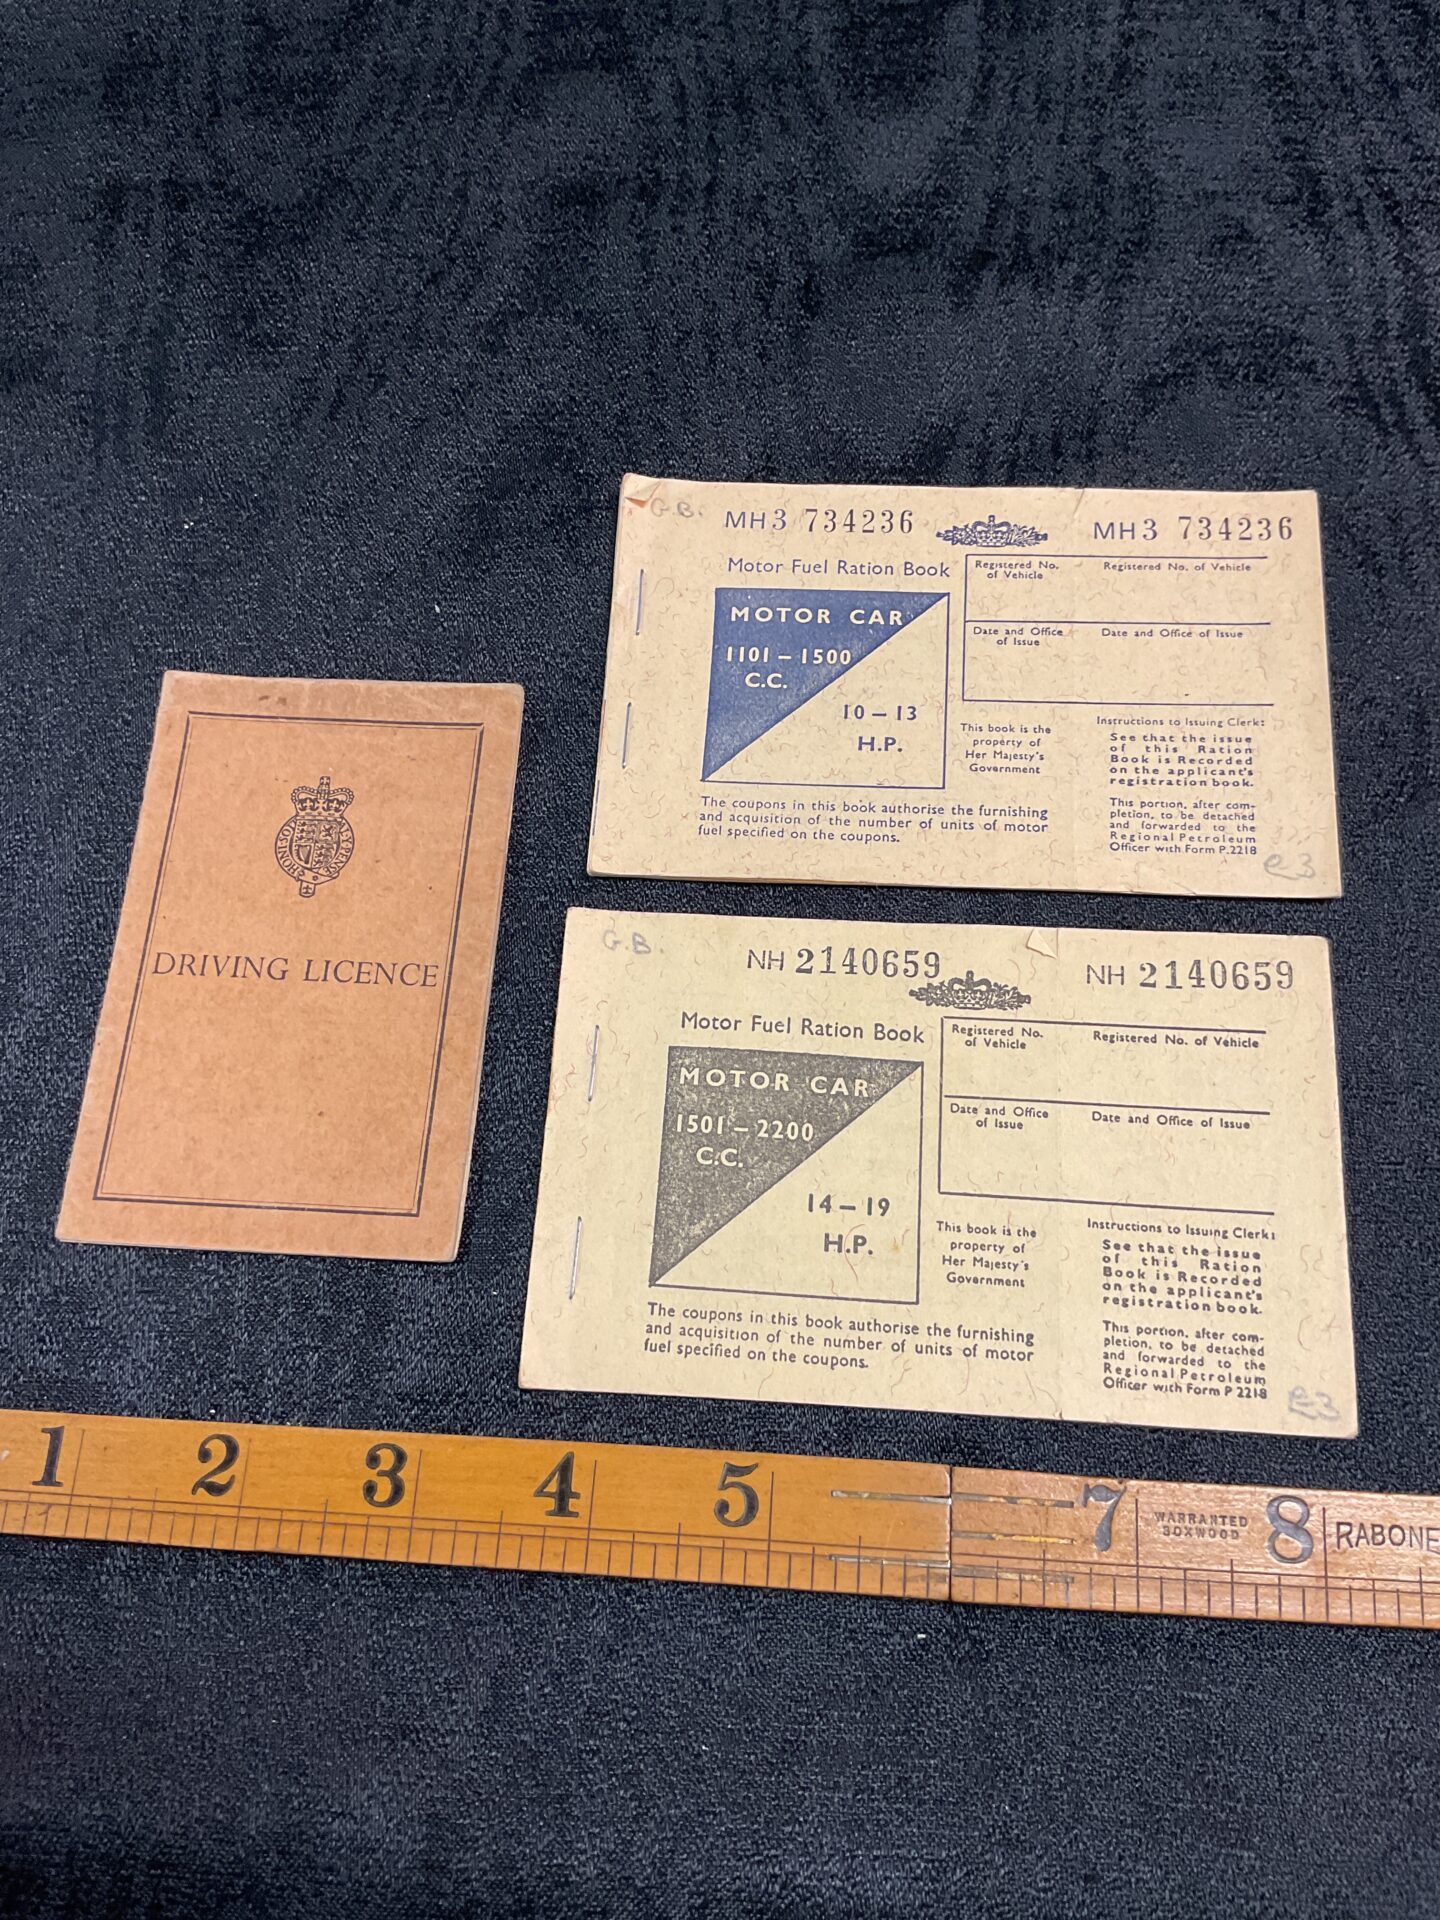 G.B.
MH3 734236
MH3 734236
Motor Fuel Ration Book
MOTOR CAR
1101 – 1500
C.C.
10 – 13
H.P.
Registered No.
of Vehicle
Registered No. of Vehicle
Date and Office
of Issue
Date and Office of Issue
This book is the
property of
Her Majesty's
Government
Instructions to Issuing Clerk:
See that the issue
of this Ration
Book is Recorded
on the applicant's
registration book.
This portion, after com-
pletion, to be detached
and forwarded to the
Regional Petroleum
Officer with Form P.2218
The coupons in this book authorise the furnishing
and acquisition of the number of units of motor
fuel specified on the coupons.
e3
HONI·SOIT
DRIVING LICENCE
G.B.
NH 2140659
NH 2140659
Motor Fuel Ration Book
MOTOR CAR
1501 – 2200
C.C.
14 – 19
H.P.
Registered No.
of Vehicle
Registered No. of Vehicle
Date and Office
of Issue
Date and Office of Issue
This book is the
property of
Her Majesty's
Government
Instructions to Issuing Clerk:
See that the issue
of this Ration
Book is Recorded
on the applicant's
registration book.
This portion, after com-
pletion, to be detached
and forwarded to the
Regional Petroleum
Officer with Form P 2218
The coupons in this book authorise the furnishing
and acquisition of the number of units of motor
fuel specified on the coupons.
e3
1 2 3 4 5 7 8
WARRANTED
BOXWOOD
RABONE